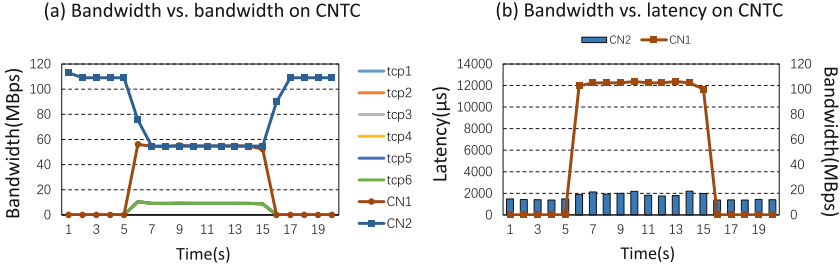 (a) Bandwidth vs. bandwidth on CNTC
Bandwidth(MBps)
120
100
80
60
40
20
0
1 3 5 7 9 11 13 15 17 19
Time(s)
tcp1
tcp2
tcp3
tcp4
tcp5
tcp6
CN1
CN2
(b) Bandwidth vs. latency on CNTC
CN2 CN1
Latency(μs)
14000
12000
10000
8000
6000
4000
2000
0
1 3 5 7 9 11 13 15 17 19
Time(s)
120
100
80
60
40
20
0
Bandwidth(MBps)